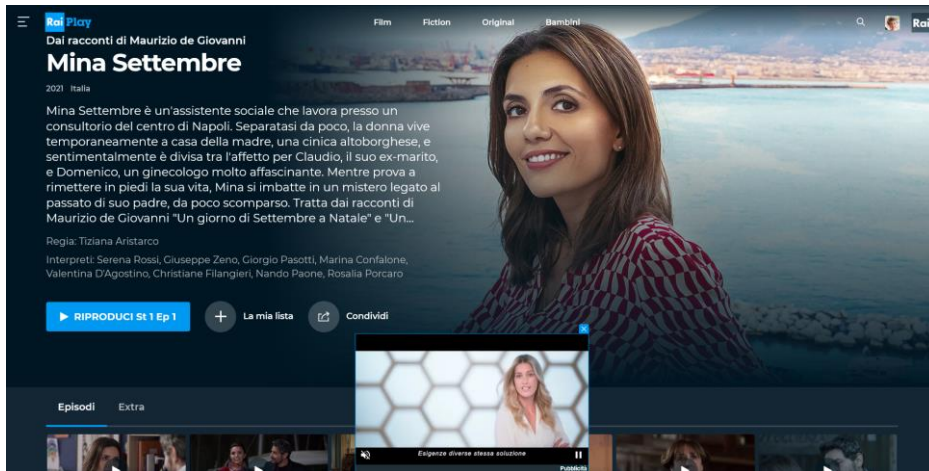 Rai Play
Film Fiction Original Bambini
Rai
Dai racconti di Maurizio de Giovanni
Mina Settembre
2021 Italia
Mina Settembre è un'assistente sociale che lavora presso un
consultorio del centro di Napoli. Separatasi da poco, la donna vive
temporaneamente a casa della madre, una cinica altoborghese, e
sentimentalmente è divisa tra l'affetto per Claudio, il suo ex-marito,
e Domenico, un ginecologo molto affascinante. Mentre prova a
rimettere in piedi la sua vita, Mina si imbatte in un mistero legato al
passato di suo padre, da poco scomparso. Tratta dai racconti di
Maurizio de Giovanni "Un giorno di Settembre a Natale" e "Un...
Regia: Tiziana Aristarco
Interpreti: Serena Rossi, Giuseppe Zeno, Giorgio Pasotti, Marina Confalone,
Valentina D'Agostino, Christiane Filangieri, Nando Paone, Rosalia Porcaro
RIPRODUCI St 1 Ep 1 La mia lista Condividi
Episodi Extra
Esigenze diverse stessa soluzione
Pubblicità